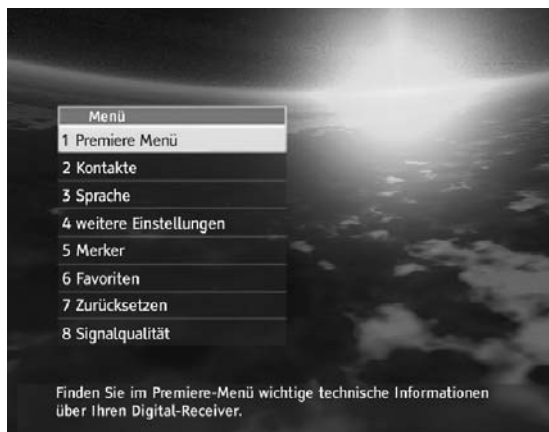 Menü
1 Premiere Menü
2 Kontakte
3 Sprache
4 weitere Einstellungen
5 Merker
6 Favoriten
7 Zurücksetzen
8 Signalqualität
Finden Sie im Premiere-Menü wichtige technische Informationen
über Ihren Digital-Receiver.